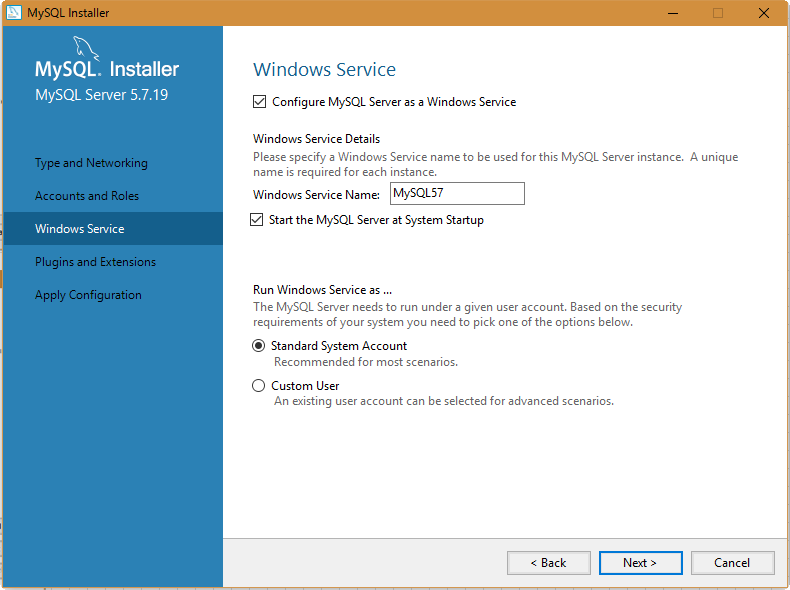 MySQL Installer
MySQL. Installer
MySQL Server 5.7.19
Type and Networking
Accounts and Roles
Windows Service
Plugins and Extensions
Apply Configuration
Windows Service
Configure MySQL Server as a Windows Service
Windows Service Details
Please specify a Windows Service name to be used for this MySQL Server instance. A unique
name is required for each instance.
Windows Service Name: MySQL57
Start the MySQL Server at System Startup
Run Windows Service as ...
The MySQL Server needs to run under a given user account. Based on the security
requirements of your system you need to pick one of the options below.
Standard System Account
Recommended for most scenarios.
Custom User
An existing user account can be selected for advanced scenarios.
< Back Next > Cancel